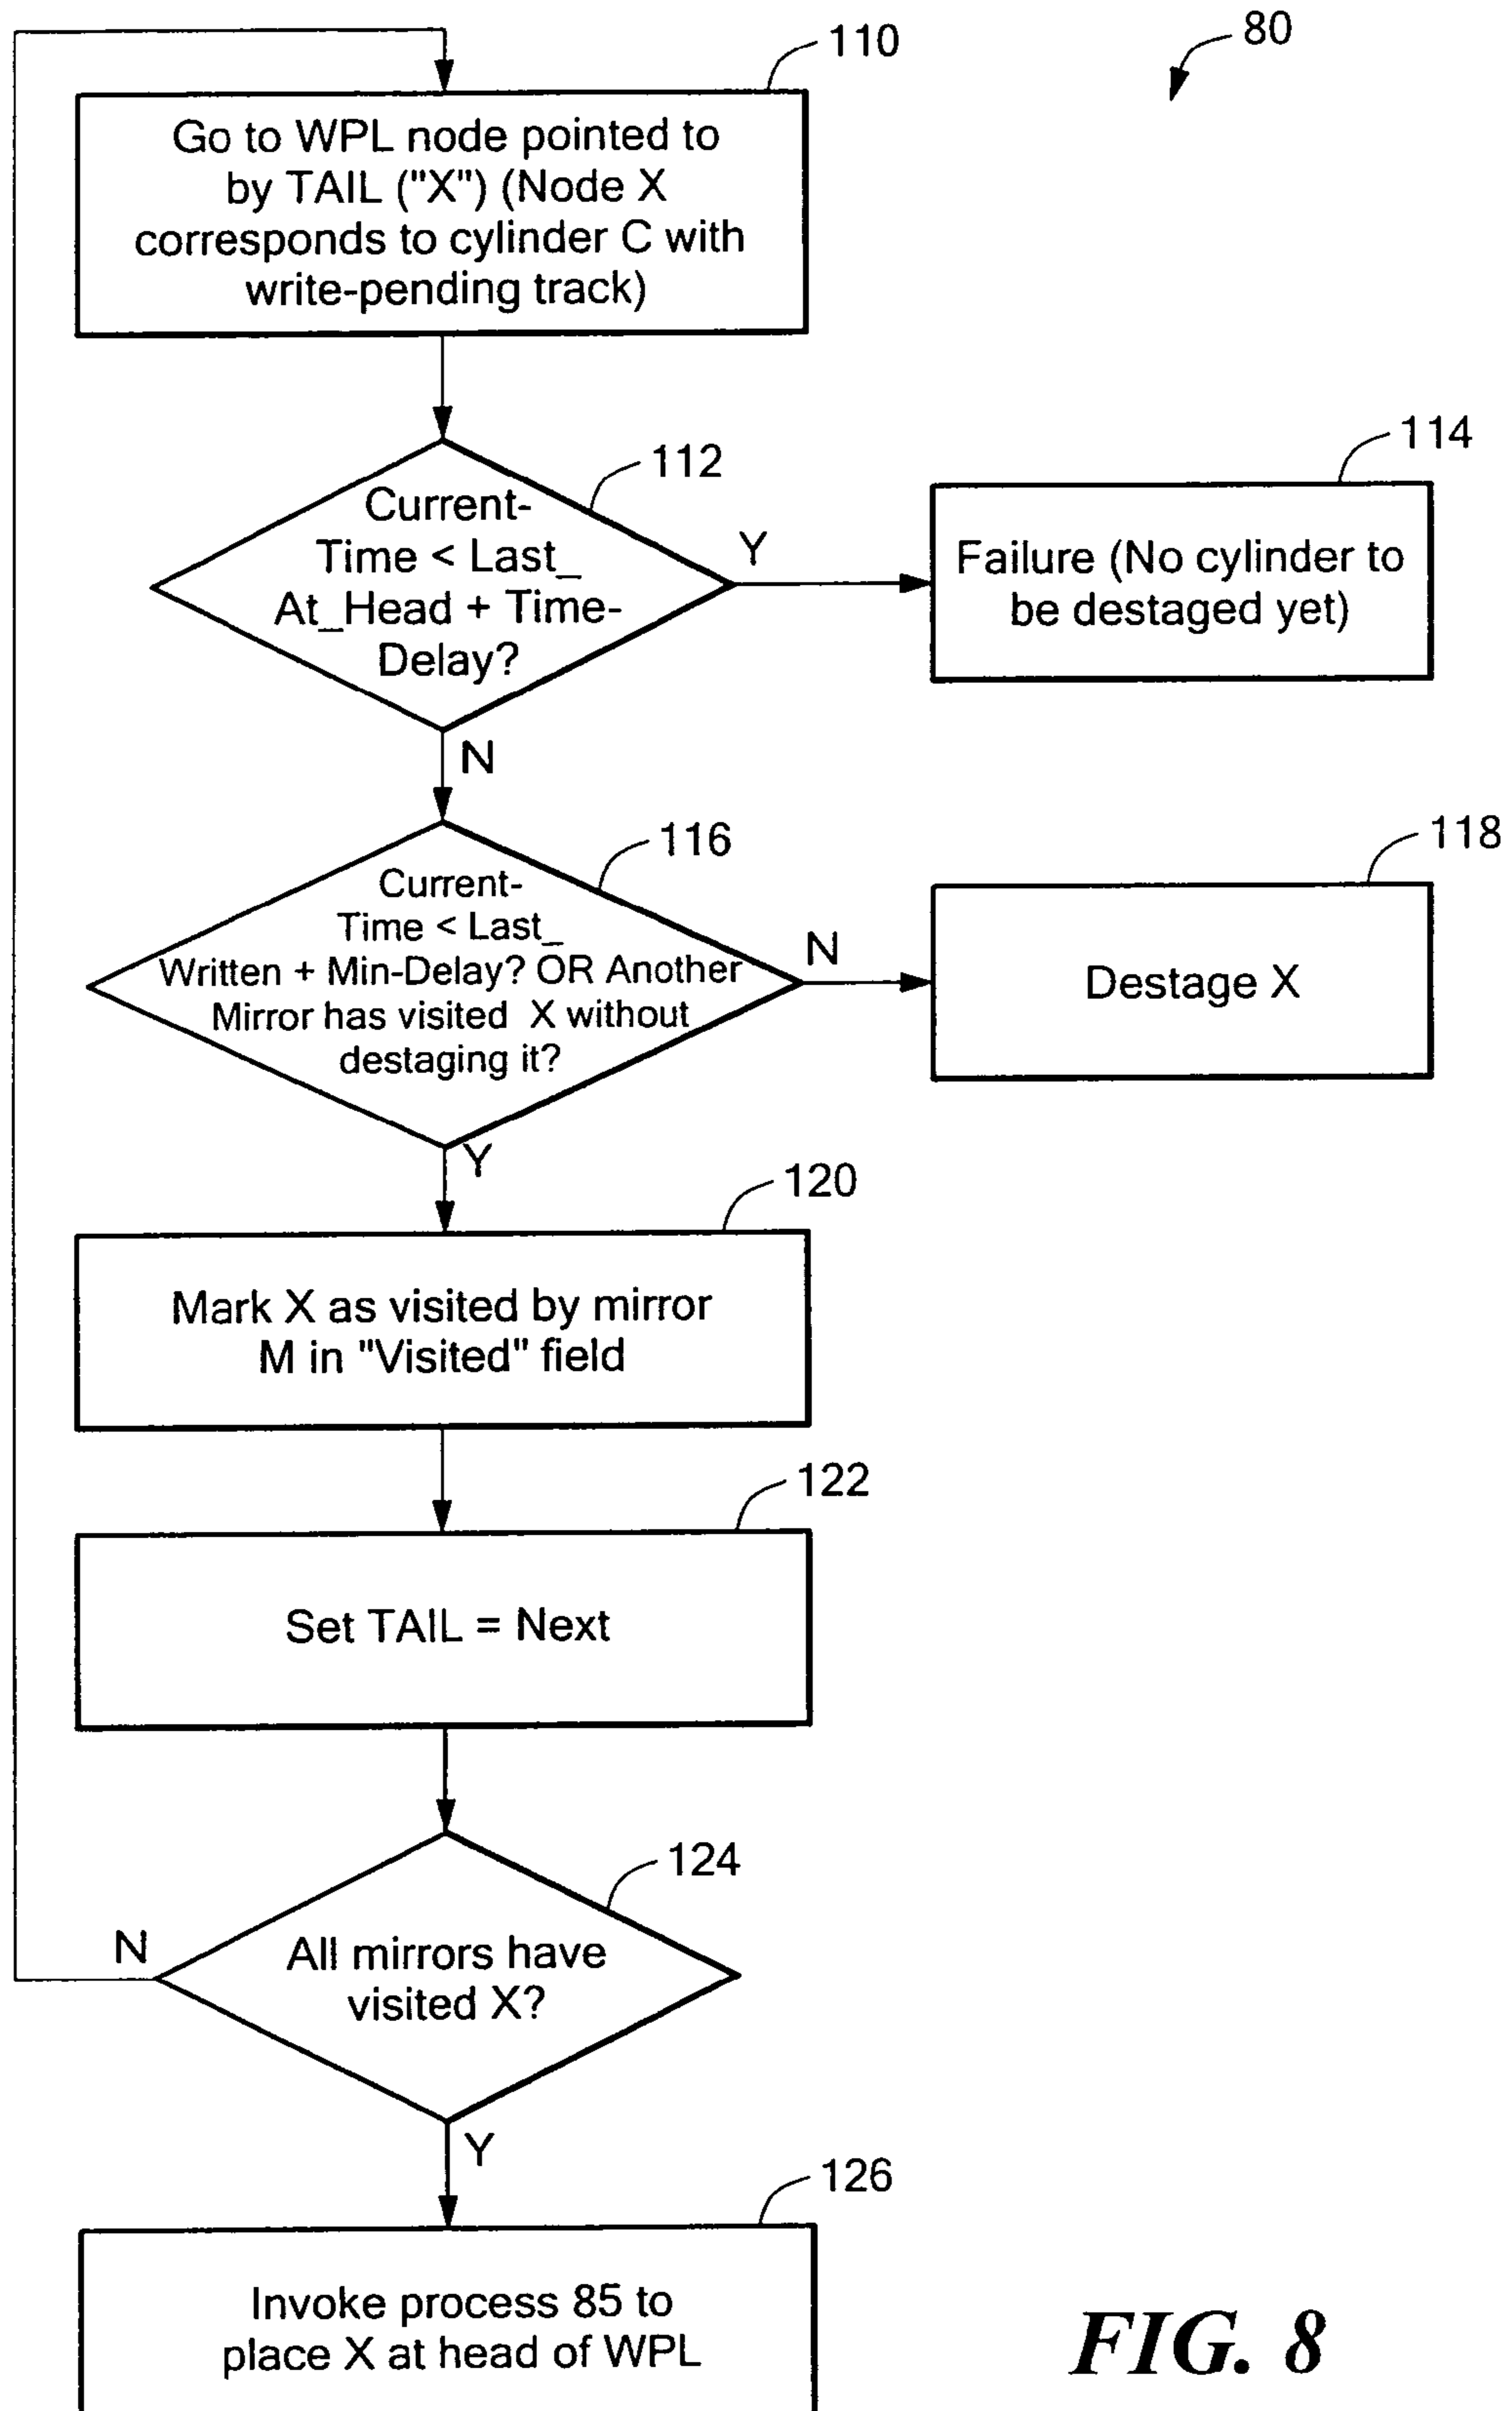 80
110
Go to WPL node pointed to
by TAIL ("X") (Node X
corresponds to cylinder C with
write-pending track)
112
Current-
Time < Last_
At_Head + Time-
Delay?
Y
114
Failure (No cylinder to
be destaged yet)
N
116
Current-
Time < Last_
Written + Min-Delay? OR Another
Mirror has visited X without
destaging it?
N
118
Destage X
Y
120
Mark X as visited by mirror
M in "Visited" field
122
Set TAIL = Next
124
All mirrors have
visited X?
N
Y
126
Invoke process 85 to
place X at head of WPL
FIG. 8